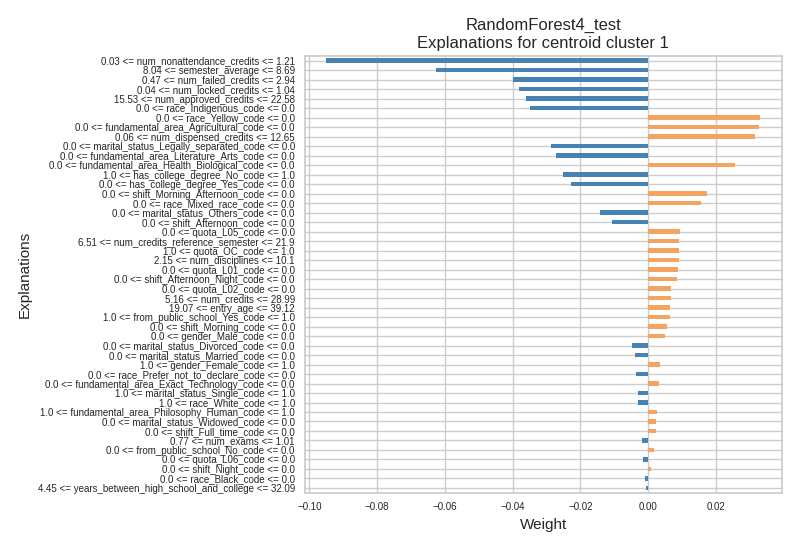 RandomForest4_test
Explanations for centroid cluster 1
0.03 <= num_nonattendance_credits <= 1.21
8.04 <= semester_average <= 8.69
0.47 <= num_failed_credits <= 2.94
0.04 <= num_locked_credits <= 1.04
15.53 <= num_approved_credits <= 22.58
0.0 <= race_Indigenous_code <= 0.0
0.0 <= race_Yellow_code <= 0.0
0.0 <= fundamental_area_Agricultural_code <= 0.0
0.06 <= num_dispensed_credits <= 12.65
0.0 <= marital_status_Legally_separated_code <= 0.0
0.0 <= fundamental_area_Literature_Arts_code <= 0.0
0.0 <= fundamental_area_Health_Biological_code <= 0.0
1.0 <= has_college_degree_No_code <= 1.0
0.0 <= has_college_degree_Yes_code <= 0.0
0.0 <= shift_Morning_Afternoon_code <= 0.0
0.0 <= race_Mixed_race_code <= 0.0
0.0 <= marital_status_Others_code <= 0.0
0.0 <= shift_Afternoon_code <= 0.0
0.0 <= quota_L05_code <= 0.0
6.51 <= num_credits_reference_semester <= 21.9
1.0 <= quota_OC_code <= 1.0
2.15 <= num_disciplines <= 10.1
0.0 <= quota_L01_code <= 0.0
0.0 <= shift_Afternoon_Night_code <= 0.0
0.0 <= quota_L02_code <= 0.0
5.16 <= num_credits <= 28.99
19.07 <= entry_age <= 39.12
1.0 <= from_public_school_Yes_code <= 1.0
0.0 <= shift_Morning_code <= 0.0
0.0 <= gender_Male_code <= 0.0
0.0 <= marital_status_Divorced_code <= 0.0
0.0 <= marital_status_Married_code <= 0.0
1.0 <= gender_Female_code <= 1.0
0.0 <= race_Prefer_not_to_declare_code <= 0.0
0.0 <= fundamental_area_Exact_Technology_code <= 0.0
1.0 <= marital_status_Single_code <= 1.0
1.0 <= race_White_code <= 1.0
1.0 <= fundamental_area_Philosophy_Human_code <= 1.0
0.0 <= marital_status_Widowed_code <= 0.0
0.0 <= shift_Full_time_code <= 0.0
0.77 <= num_exams <= 1.01
0.0 <= from_public_school_No_code <= 0.0
0.0 <= quota_L06_code <= 0.0
0.0 <= shift_Night_code <= 0.0
0.0 <= race_Black_code <= 0.0
4.45 <= years_between_high_school_and_college <= 32.09
Explanations
−0.10 −0.08 −0.06 −0.04 −0.02 0.00 0.02
Weight